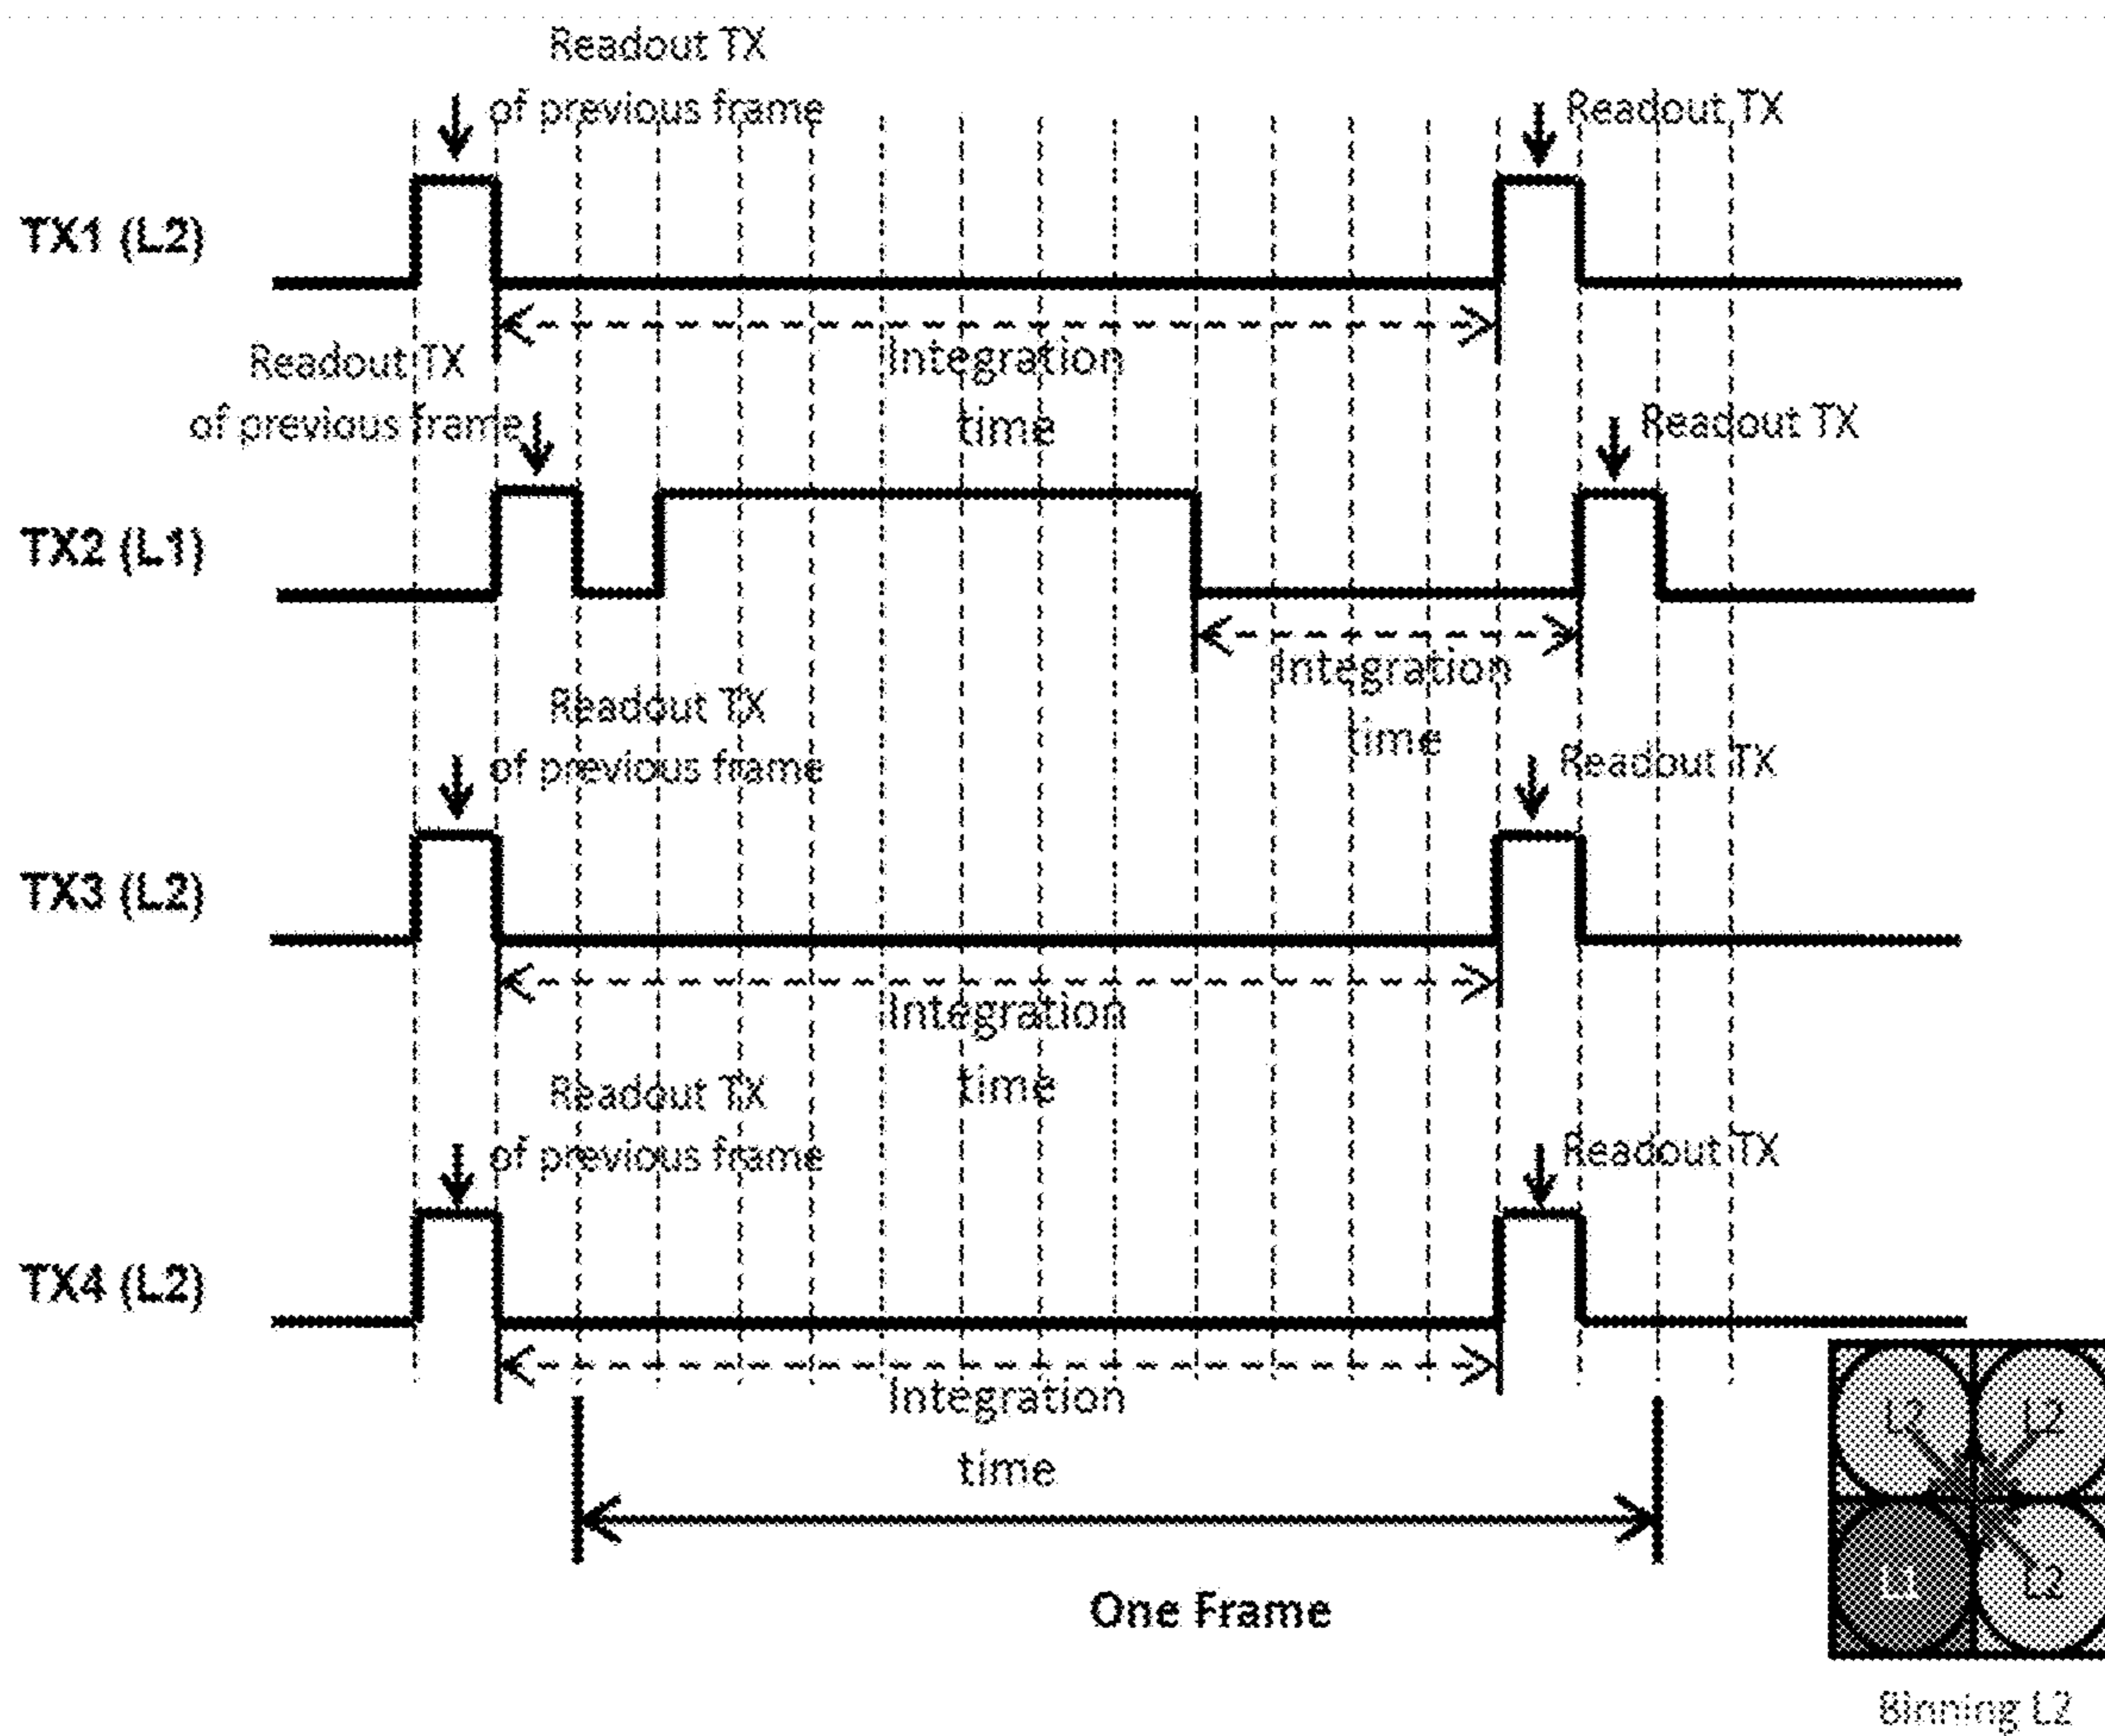 Readout TX
of previous frame
Readout TX
TX1 (L2)
Integration
time
Readout TX
of previous frame
Readout TX
TX2 (L1)
Integration
time
Readout TX
of previous frame
Readout TX
TX3 (L2)
Integration
time
Readout TX
of previous frame
Readout TX
TX4 (L2)
Integration
time
One Frame
L2 L2
L1 L2
Binning L2